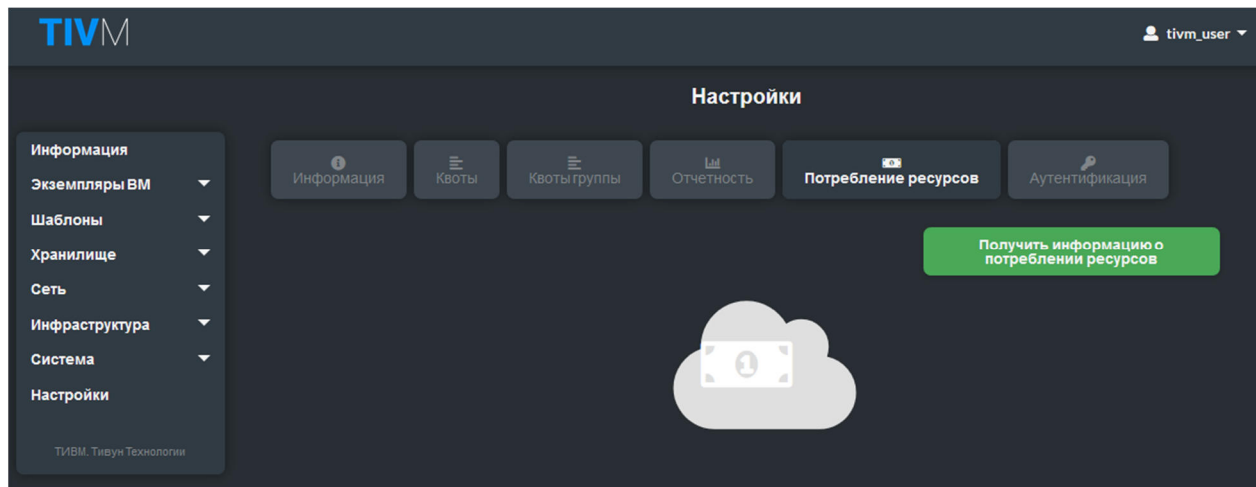 TIVM
tivm_user
Настройки
Информация
Экземпляры ВМ
Шаблоны
Хранилище
Сеть
Инфраструктура
Система
Настройки
ТИВМ. Тивун Технологии
Информация
Квоты
Квоты группы
Отчетность
Потребление ресурсов
Аутентификация
Получить информацию о
потреблении ресурсов
1